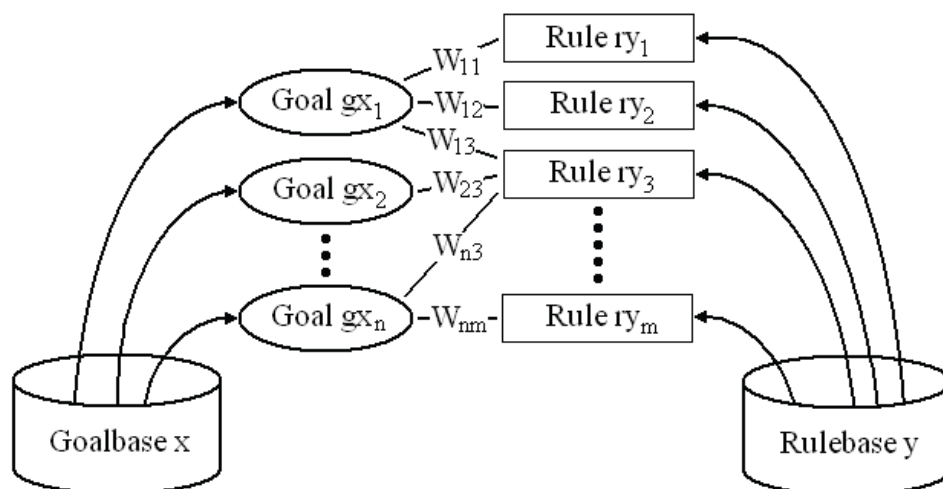 Rule ry₁
W₁₁
Goal gx₁
W₁₂
Rule ry₂
W₁₃
Goal gx₂
W₂₃
Rule ry₃
Wₙ₃
Goal gxₙ
Wₙₘ
Rule ryₘ
Goalbase x
Rulebase y